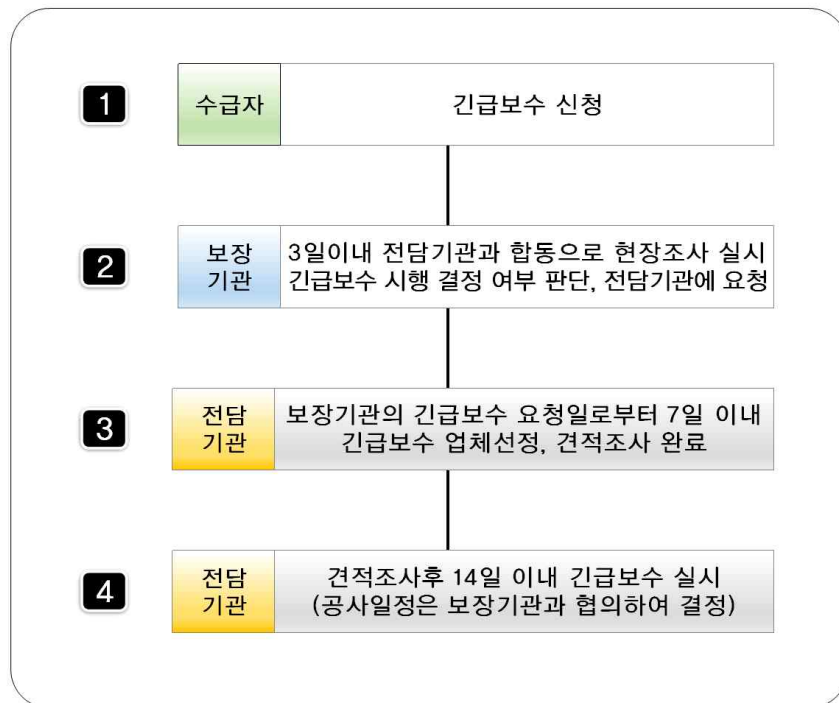 1
수급자
긴급보수 신청
2
보장
기관
3일이내 전담기관과 합동으로 현장조사 실시
긴급보수 시행 결정 여부 판단, 전담기관에 요청
3
전담
기관
보장기관의 긴급보수 요청일로부터 7일 이내
긴급보수 업체선정, 견적조사 완료
4
전담
기관
견적조사후 14일 이내 긴급보수 실시
(공사일정은 보장기관과 협의하여 결정)